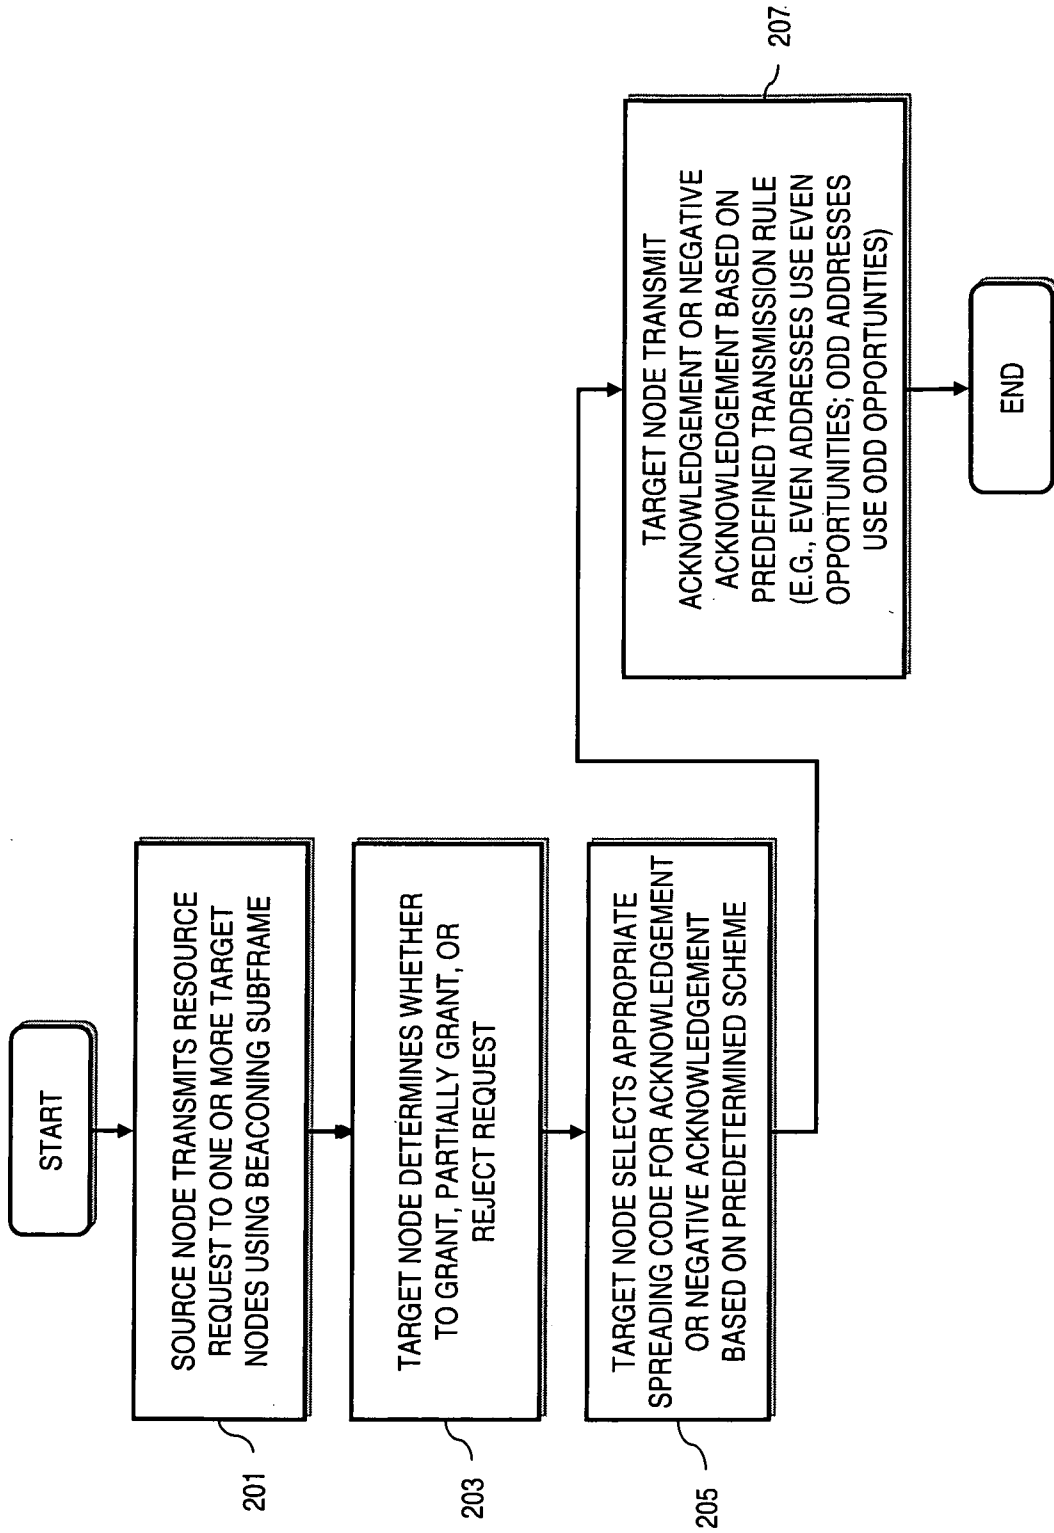 START
SOURCE NODE TRANSMITS RESOURCE
REQUEST TO ONE OR MORE TARGET
NODES USING BEACONING SUBFRAME
201
TARGET NODE DETERMINES WHETHER
TO GRANT, PARTIALLY GRANT, OR
REJECT REQUEST
203
TARGET NODE SELECTS APPROPRIATE
SPREADING CODE FOR ACKNOWLEDGEMENT
OR NEGATIVE ACKNOWLEDGEMENT
BASED ON PREDETERMINED SCHEME
205
TARGET NODE TRANSMIT
ACKNOWLEDGEMENT OR NEGATIVE
ACKNOWLEDGEMENT BASED ON
PREDEFINED TRANSMISSION RULE
(E.G., EVEN ADDRESSES USE EVEN
OPPORTUNITIES; ODD ADDRESSES
USE ODD OPPORTUNTIES)
207
END